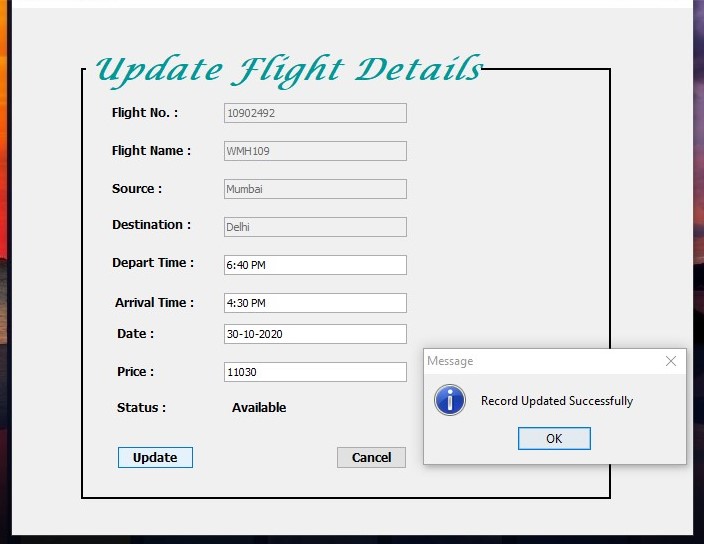 Update Flight Details
Flight No. : 10902492
Flight Name : WMH109
Source : Mumbai
Destination : Delhi
Depart Time : 6:40 PM
Arrival Time : 4:30 PM
Date : 30-10-2020
Price : 11030
Status : Available
Update Cancel
Message
Record Updated Successfully
OK